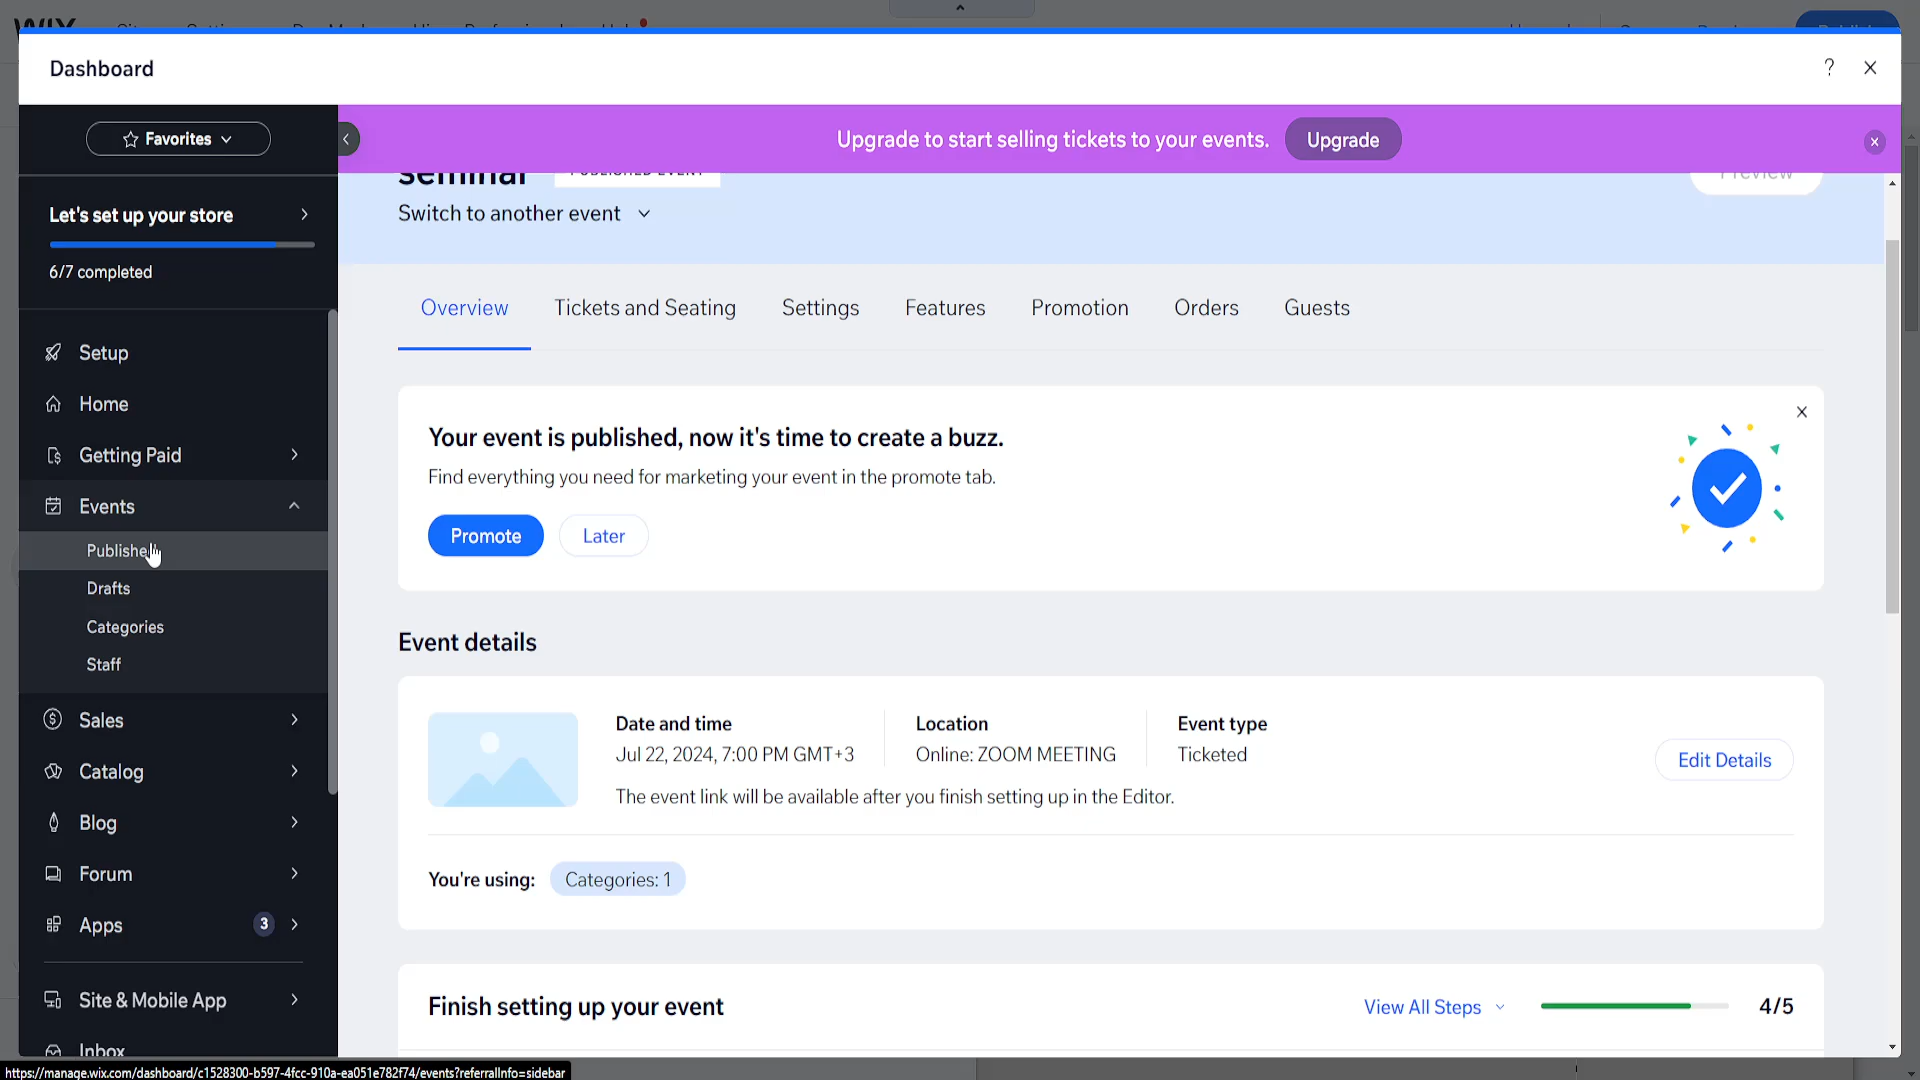 WIX
Dashboard
?
Favorites
Upgrade to start selling tickets to your events.
Upgrade
seminar
PUBLISHED EVENT
Preview
Switch to another event
Let's set up your store
6/7 completed
Overview
Tickets and Seating
Settings
Features
Promotion
Orders
Guests
Setup
Home
Getting Paid
Events
Published
Drafts
Categories
Staff
Sales
Catalog
Blog
Forum
Apps
3
Site & Mobile App
Inbox
Your event is published, now it's time to create a buzz.
Find everything you need for marketing your event in the promote tab.
Promote
Later
Event details
Date and time
Jul 22, 2024, 7:00 PM GMT+3
Location
Online: ZOOM MEETING
Event type
Ticketed
The event link will be available after you finish setting up in the Editor.
Edit Details
You're using:
Categories: 1
Finish setting up your event
View All Steps
4/5
https://manage.wix.com/dashboard/c1528300-b597-4fcc-910a-ea051e782f74/events?referralInfo=sidebar